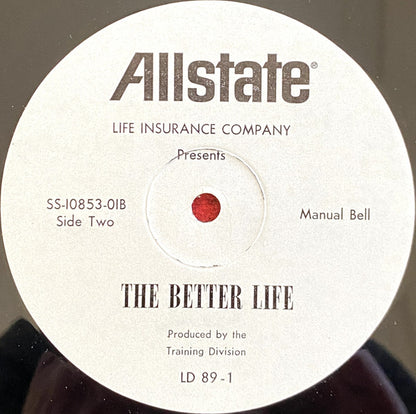 Allstate®
LIFE INSURANCE COMPANY
Presents
SS-10853-01B
Side Two
Manual Bell
THE BETTER LIFE
Produced by the
Training Division
LD 89-1